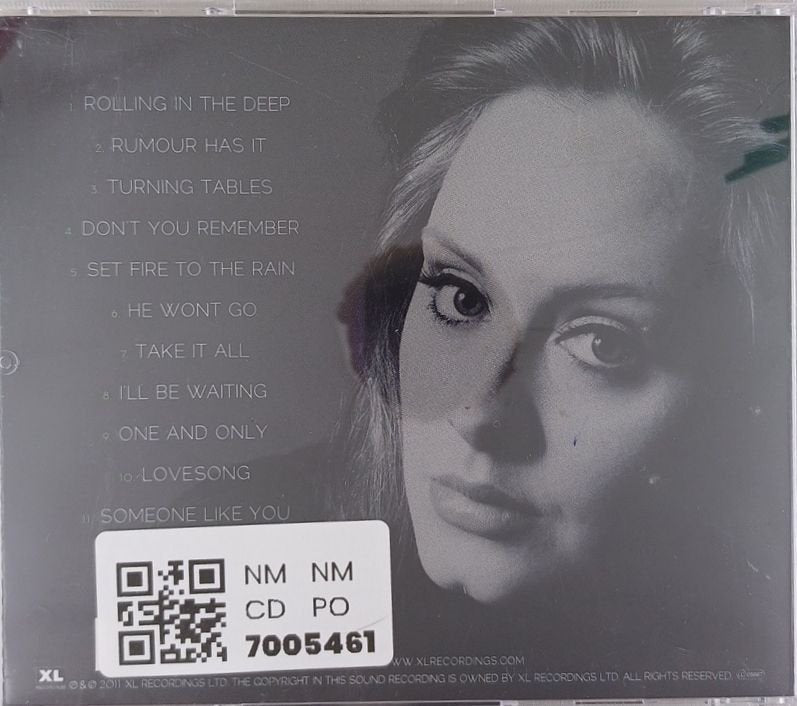 1. ROLLING IN THE DEEP
2. RUMOUR HAS IT
3. TURNING TABLES
4. DON'T YOU REMEMBER
5. SET FIRE TO THE RAIN
6. HE WONT GO
7. TAKE IT ALL
8. I'LL BE WAITING
9. ONE AND ONLY
10. LOVESONG
11. SOMEONE LIKE YOU
NM NM
CD PO
7005461
WW.XLRECORDINGS.COM
XL ℗ & © 2011 XL RECORDINGS LTD. THE COPYRIGHT IN THIS SOUND RECORDING IS OWNED BY XL RECORDINGS LTD. ALL RIGHTS RESERVED.